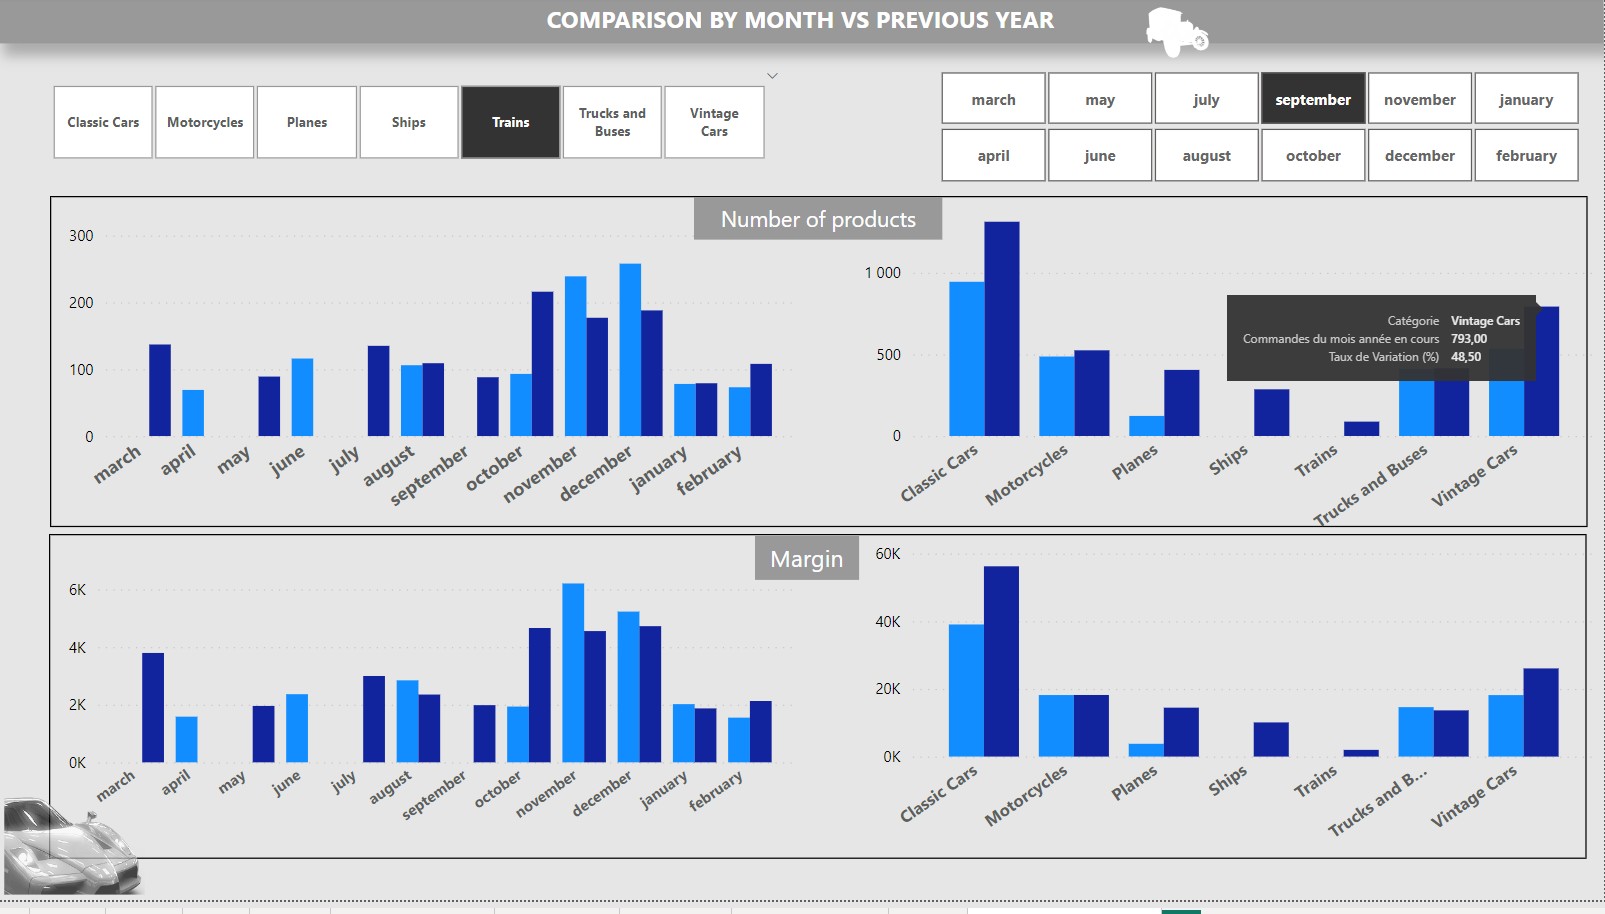 COMPARISON BY MONTH VS PREVIOUS YEAR
Classic Cars
Motorcycles
Planes
Ships
Trains
Trucks and
Buses
Vintage
Cars
march
may
july
september
november
january
april
june
august
october
december
february
Number of products
300
200
100
0
march
april
may
june
july
august
september
october
november
december
january
february
1 000
500
0
Catégorie Vintage Cars
Commandes du mois année en cours 793,00
Taux de Variation (%) 48,50
Classic Cars
Motorcycles
Planes
Ships
Trains
Trucks and Buses
Vintage Cars
Margin
6K
4K
2K
0K
march
april
may
june
july
august
september
october
november
december
january
february
60K
40K
20K
0K
Classic Cars
Motorcycles
Planes
Ships
Trains
Trucks and B...
Vintage Cars